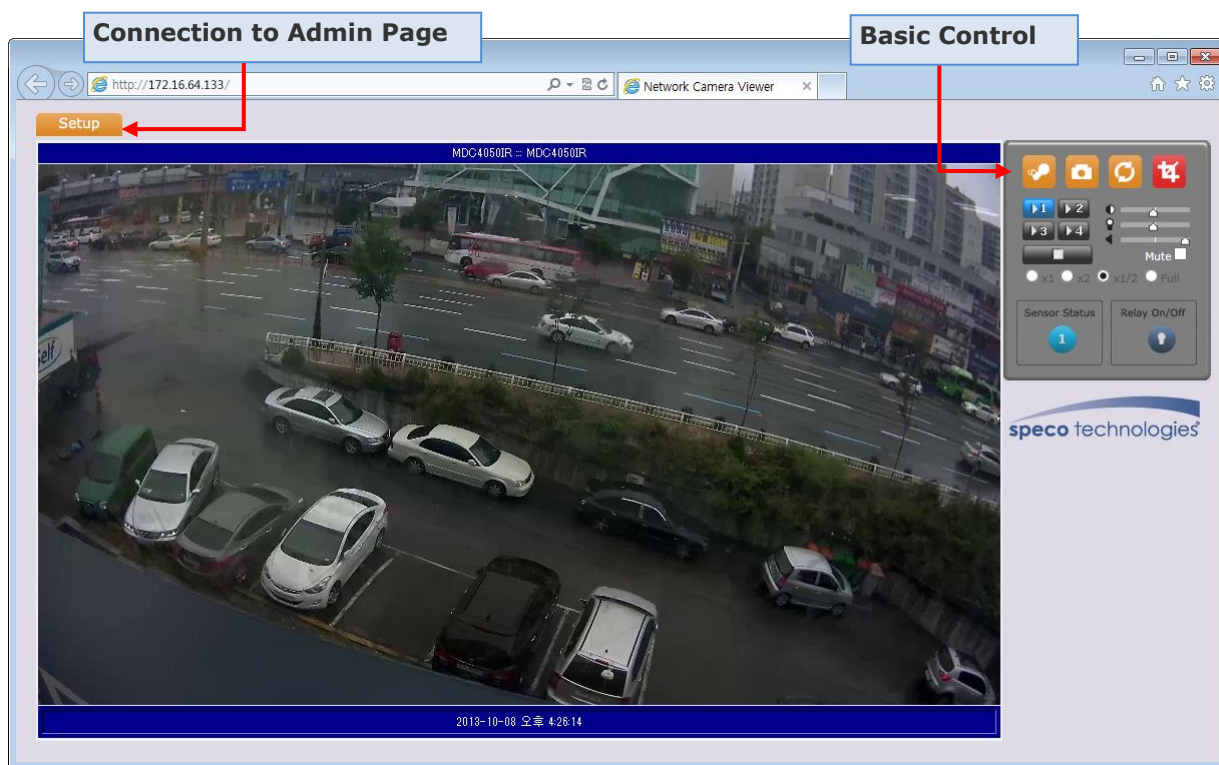 Connection to Admin Page
Basic Control
http://172.16.64.133/
Network Camera Viewer
Setup
MDC4050IR ::: MDC4050IR
1
2
3
4
Mute
x1
x2
x1/2
Full
Sensor Status
Relay On/Off
1
speco technologies
self
2013-10-08 오후 4:26:14